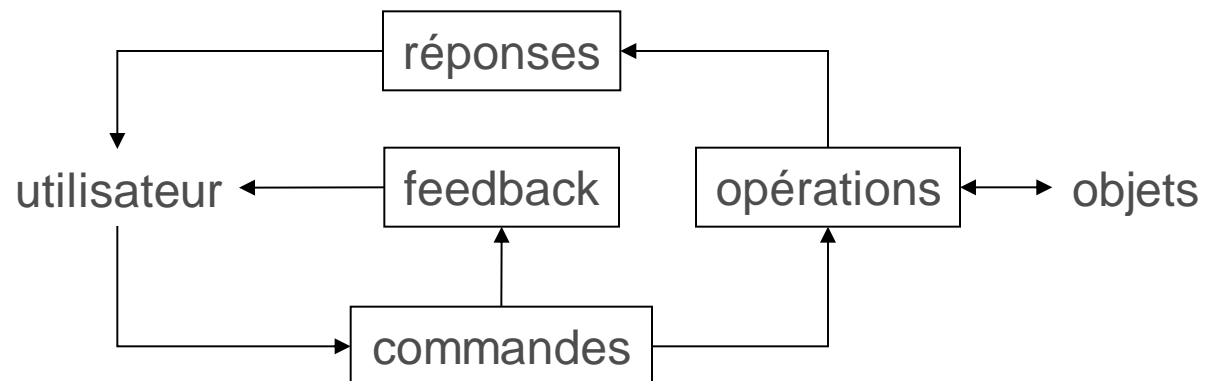 réponses
utilisateur
feedback
opérations
objets
commandes